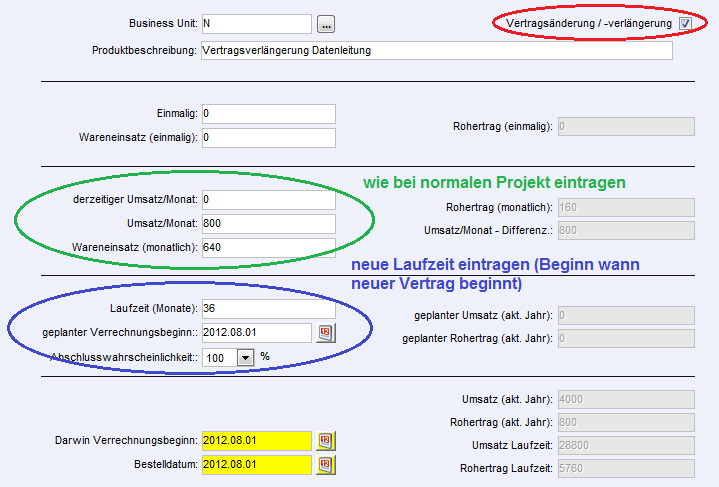 Business Unit: N ... Vertragsänderung / -verlängerung
Produktbeschreibung: Vertragsverlängerung Datenleitung
Einmalig: 0
Wareneinsatz (einmalig): 0 Rohertrag (einmalig): 0
wie bei normalen Projekt eintragen
derzeitiger Umsatz/Monat: 0 Rohertrag (monatlich): 160
Umsatz/Monat: 800 Umsatz/Monat - Differenz.: 800
Wareneinsatz (monatlich): 640
neue Laufzeit eintragen (Beginn wann
neuer Vertrag beginnt)
Laufzeit (Monate): 36 geplanter Umsatz (akt. Jahr): 0
geplanter Verrechnungsbeginn:: 2012.08.01 12 geplanter Rohertrag (akt. Jahr): 0
Abschlusswahrscheinlichkeit:: 100 %
Umsatz (akt. Jahr): 4000
Rohertrag (akt. Jahr): 800
Darwin Verrechnungsbeginn: 2012.08.01 12 Umsatz Laufzeit: 28800
Bestelldatum: 2012.08.01 12 Rohertrag Laufzeit: 5760